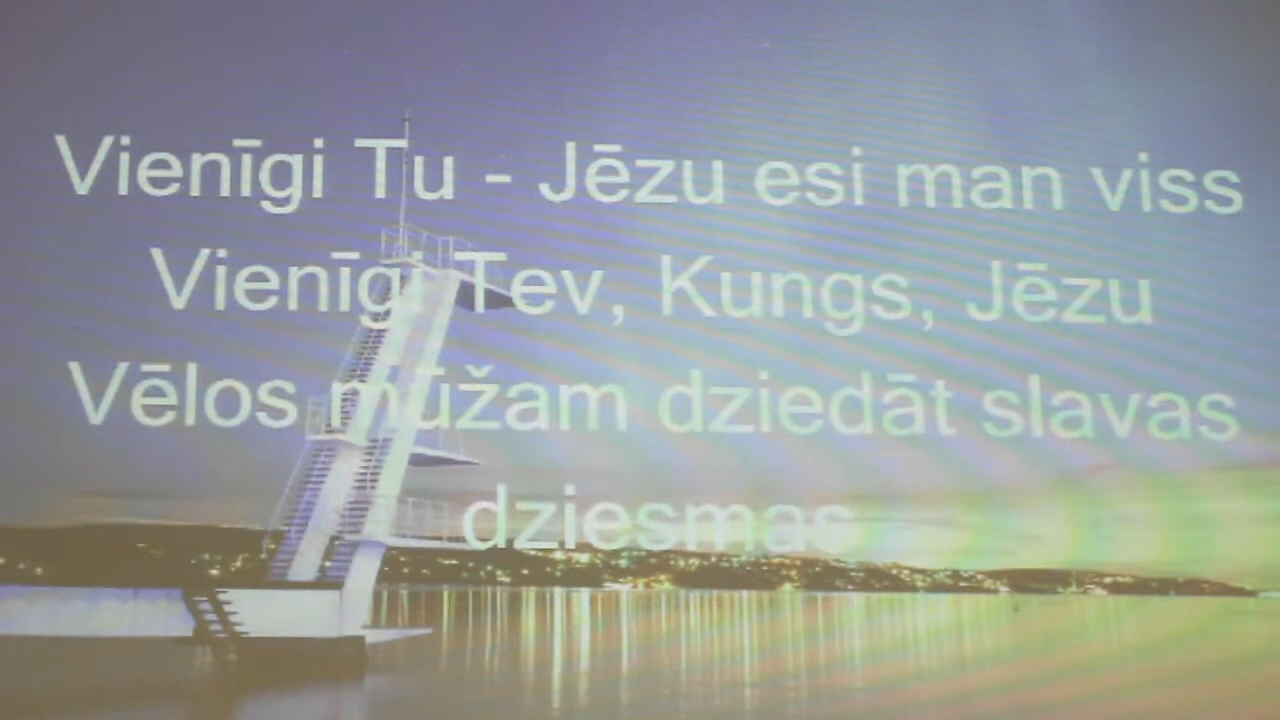 Vienīgi Tu - Jēzu esi man viss
Vienīgi Tev, Kungs, Jēzu
Vēlos mūžam dziedāt slavas
dziesmas